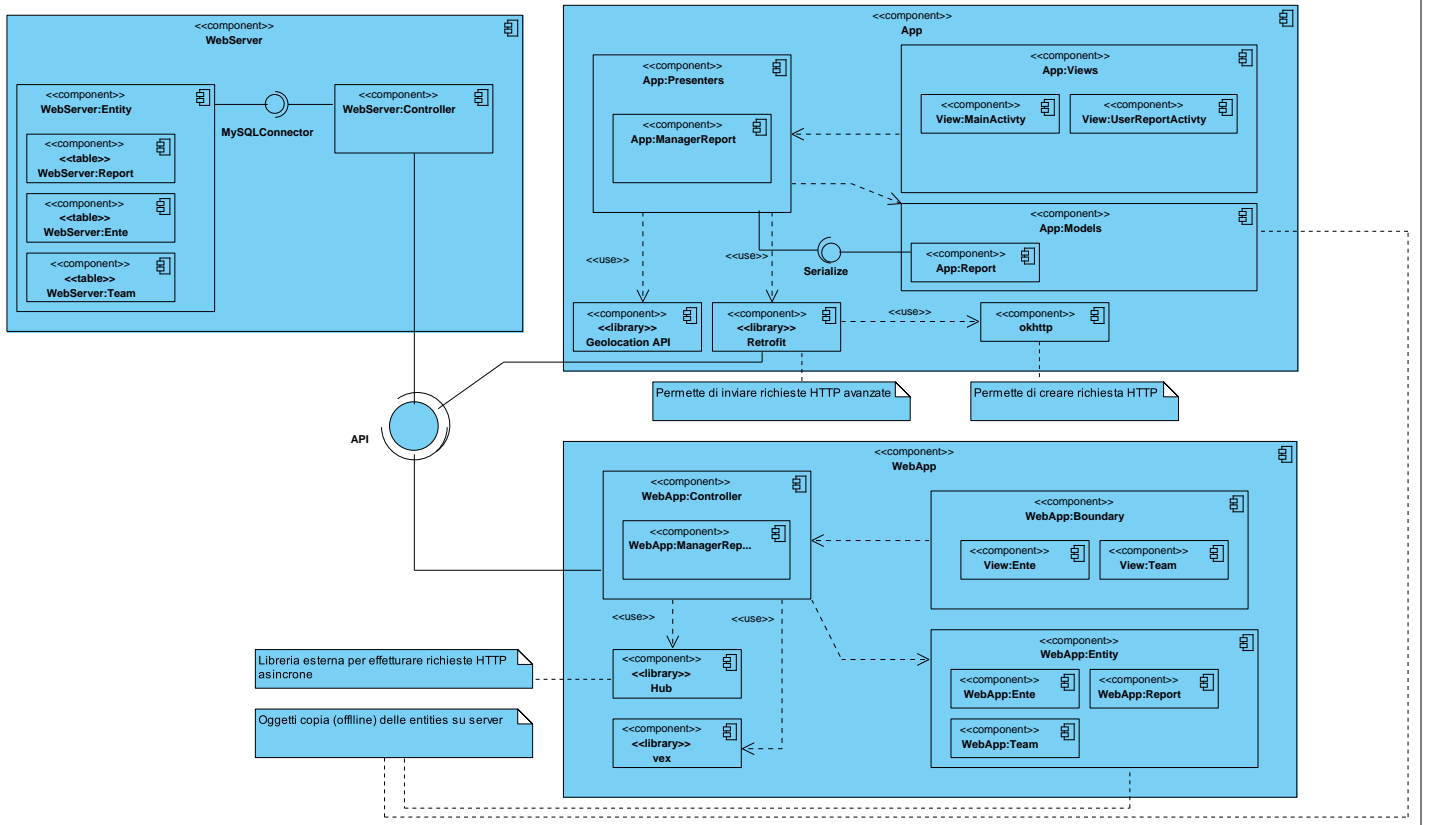 <<component>>
WebServer
<<component>>
WebServer:Entity
<<component>>
<<table>>
WebServer:Report
<<component>>
<<table>>
WebServer:Ente
<<component>>
<<table>>
WebServer:Team
MySQLConnector
<<component>>
WebServer:Controller
<<component>>
App
<<component>>
App:Presenters
<<component>>
App:ManagerReport
<<component>>
App:Views
<<component>>
View:MainActivty
<<component>>
View:UserReportActivty
<<component>>
App:Models
<<component>>
App:Report
Serialize
<<use>>
<<use>>
<<component>>
<<library>>
Geolocation API
<<component>>
<<library>>
Retrofit
<<use>>
<<component>>
okhttp
Permette di inviare richieste HTTP avanzate
Permette di creare richiesta HTTP
API
<<component>>
WebApp
<<component>>
WebApp:Controller
<<component>>
WebApp:ManagerRep...
<<component>>
WebApp:Boundary
<<component>>
View:Ente
<<component>>
View:Team
<<use>>
<<use>>
<<component>>
WebApp:Entity
<<component>>
WebApp:Ente
<<component>>
WebApp:Report
<<component>>
WebApp:Team
<<component>>
<<library>>
Hub
<<component>>
<<library>>
vex
Libreria esterna per effetturare richieste HTTP
asincrone
Oggetti copia (offline) delle entities su server